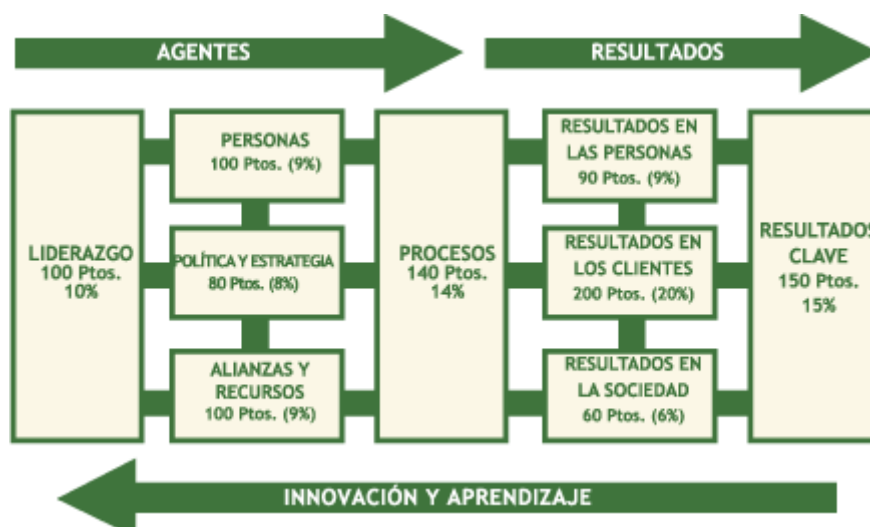 AGENTES
RESULTADOS
LIDERAZGO
100 Ptos.
10%
PERSONAS
100 Ptos. (9%)
POLÍTICA Y ESTRATEGIA
80 Ptos. (8%)
ALIANZAS Y
RECURSOS
100 Ptos. (9%)
PROCESOS
140 Ptos.
14%
RESULTADOS EN
LAS PERSONAS
90 Ptos. (9%)
RESULTADOS EN
LOS CLIENTES
200 Ptos. (20%)
RESULTADOS EN
LA SOCIEDAD
60 Ptos. (6%)
RESULTADOS
CLAVE
150 Ptos.
15%
INNOVACIÓN Y APRENDIZAJE